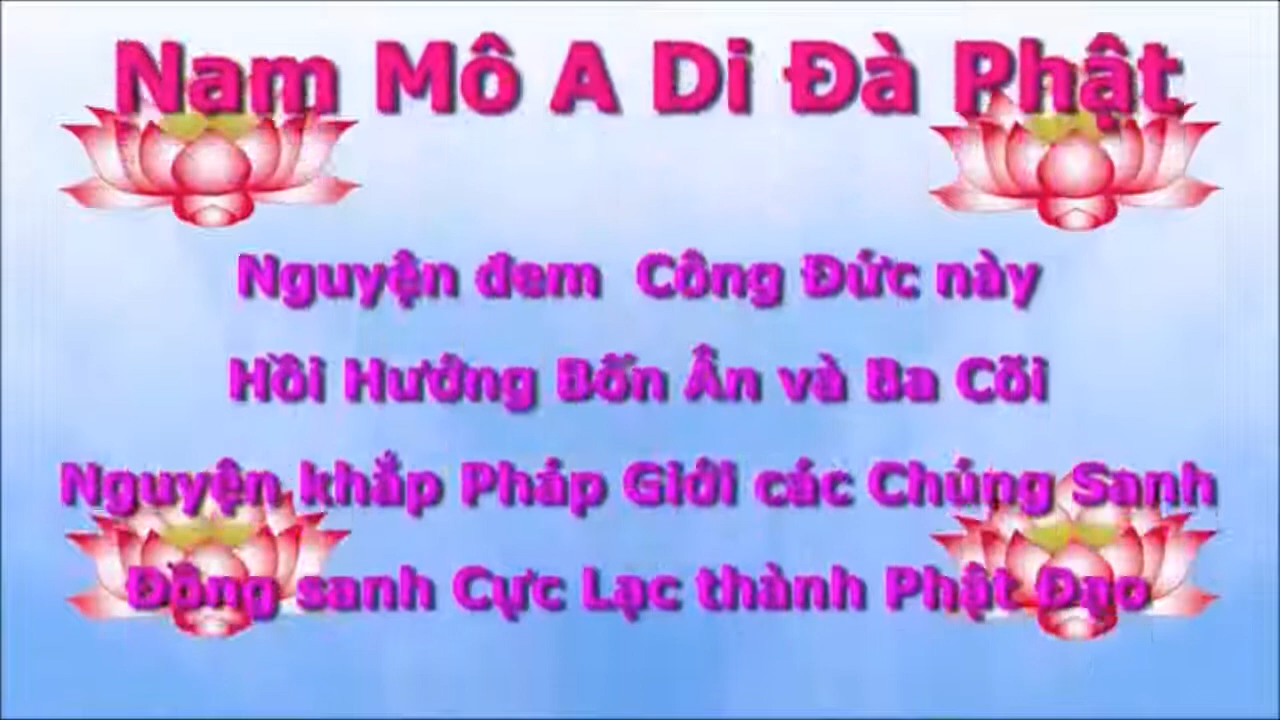 Nam Mô A Di Đà Phật
Nguyện đem Công Đức này
Hồi Hướng Bốn Ân và Ba Cõi
Nguyện khắp Pháp Giới các Chúng Sanh
Đồng sanh Cực Lạc thành Phật Đạo